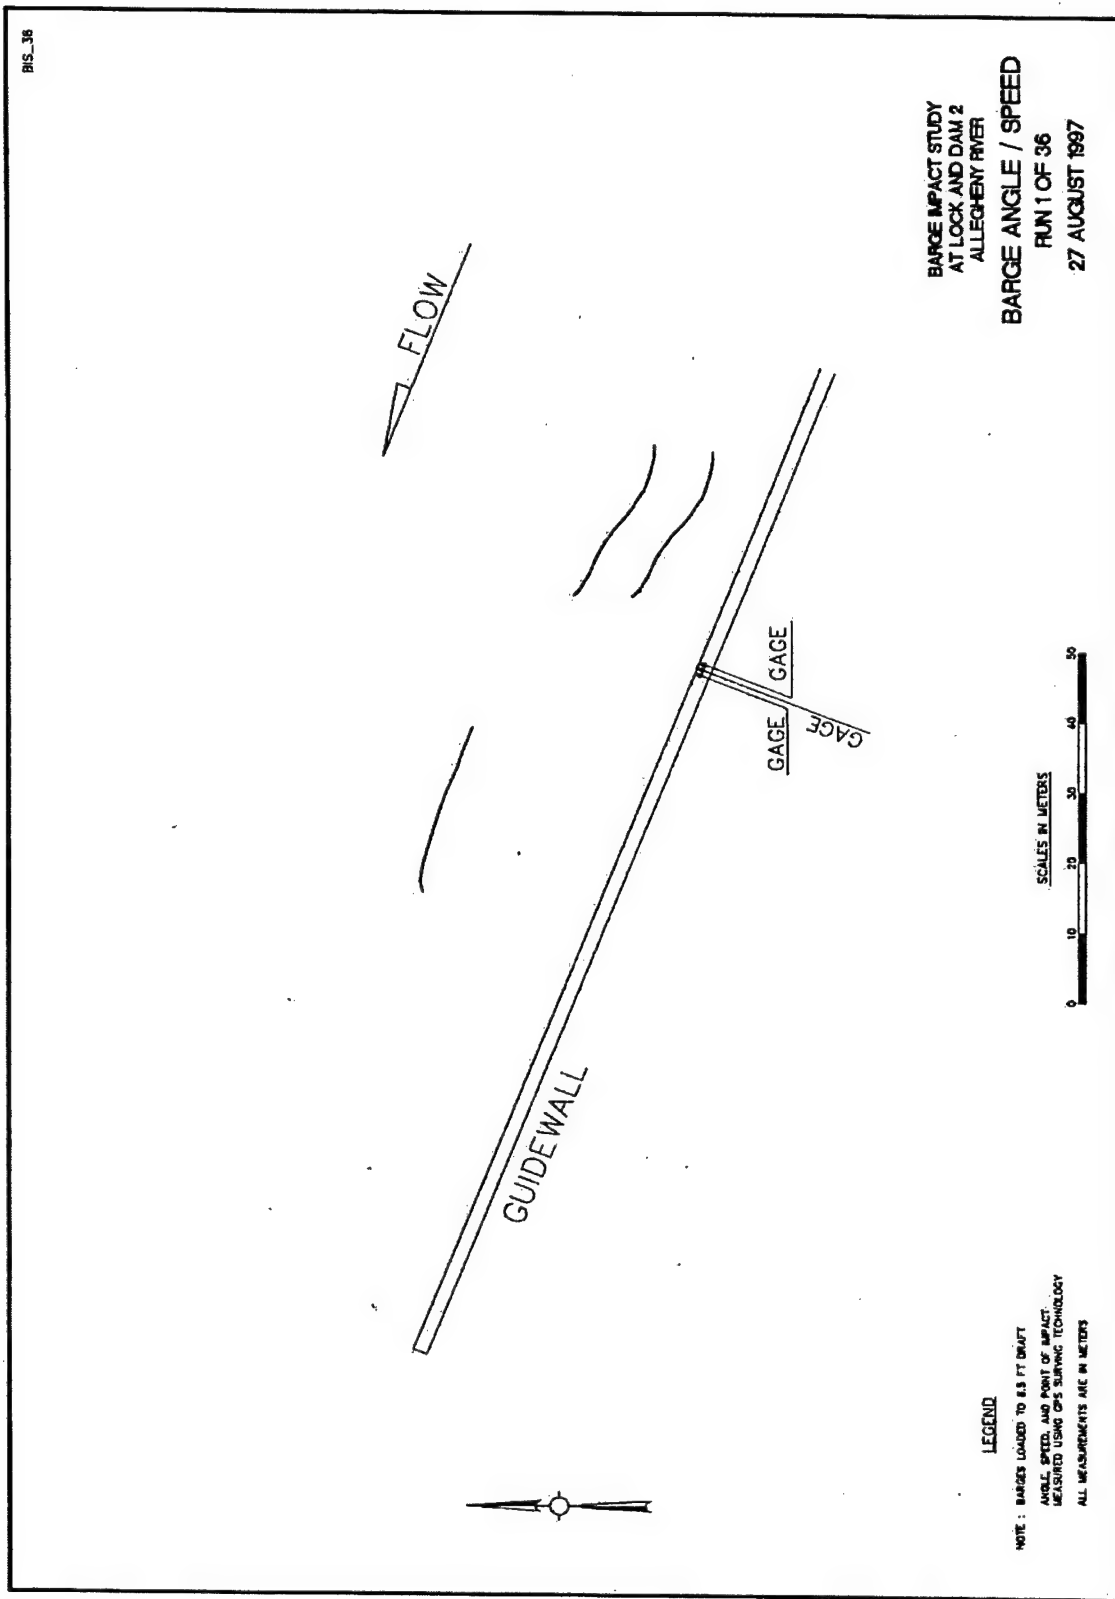 BIS_36
FLOW
GUIDEWALL
GAGE
GAGE
GAGE
LEGEND
NOTE : BARGES LOADED TO 8.5 FT DRAFT
ANGLE, SPEED, AND POINT OF IMPACT
MEASURED USING GPS SURVING TECHNOLOGY
ALL MEASUREMENTS ARE IN METERS
SCALES IN METERS
0 10 20 30 40 50
BARGE IMPACT STUDY
AT LOCK AND DAM 2
ALLEGHENY RIVER
BARGE ANGLE / SPEED
RUN 1 OF 36
27 AUGUST 1997